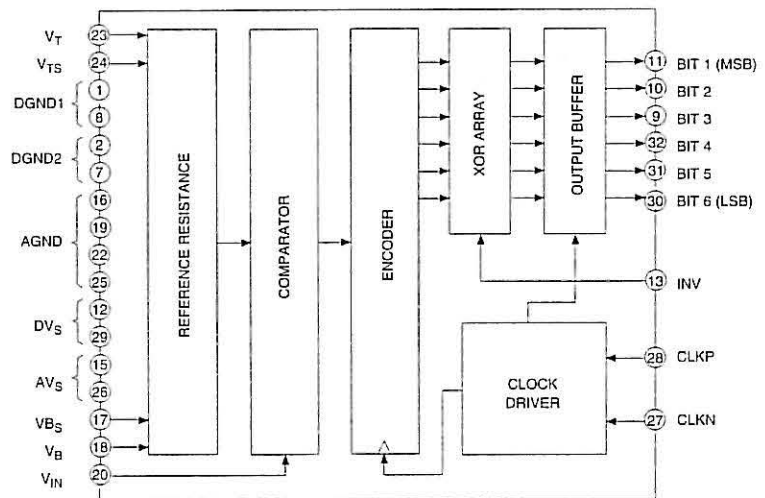 V_T 23
V_TS 24
DGND1 1
8
DGND2 2
7
AGND 16
19
22
25
DV_S 12
29
AV_S 15
26
VB_S 17
V_B 18
V_IN 20
REFERENCE RESISTANCE
COMPARATOR
ENCODER
XOR ARRAY
OUTPUT BUFFER
CLOCK
DRIVER
11 BIT 1 (MSB)
10 BIT 2
9 BIT 3
32 BIT 4
31 BIT 5
30 BIT 6 (LSB)
13 INV
28 CLKP
27 CLKN